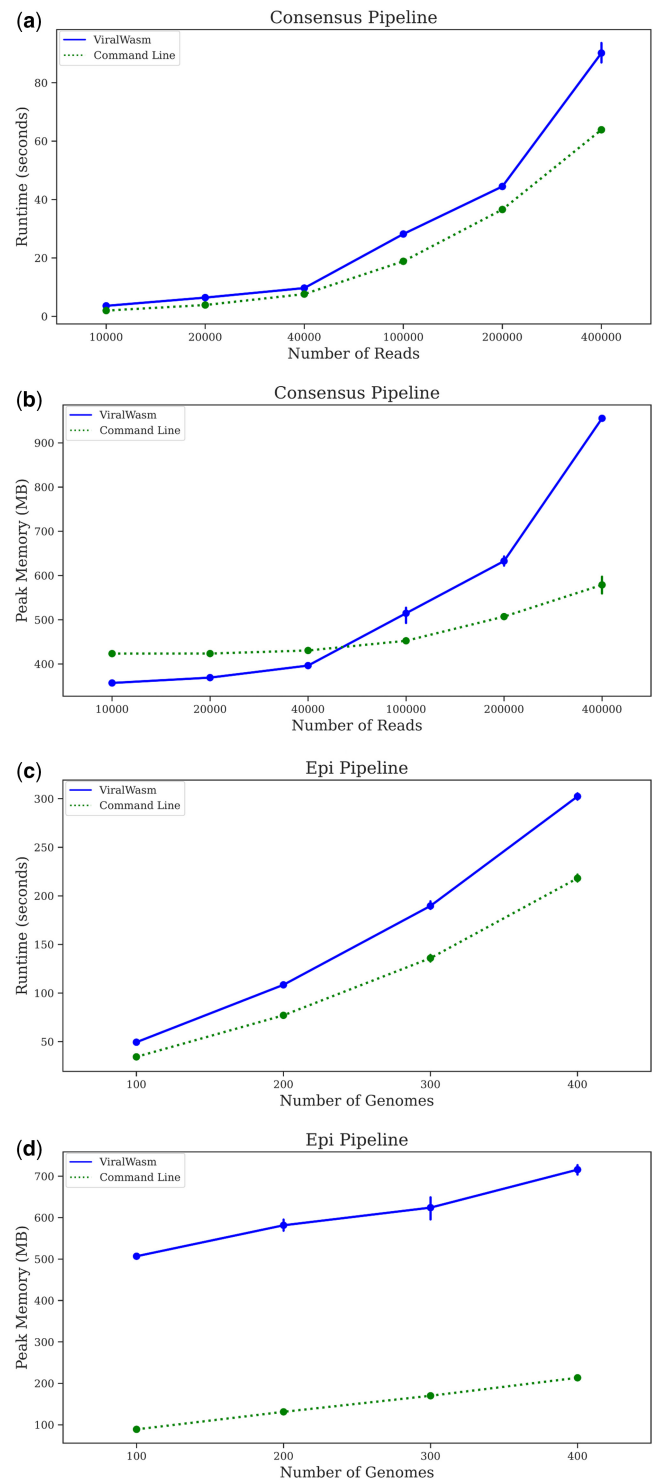 (a)
Consensus Pipeline
ViralWasm
Command Line
Runtime (seconds)
80
60
40
20
0
10000 20000 40000 100000 200000 400000
Number of Reads
(b)
Consensus Pipeline
ViralWasm
Command Line
Peak Memory (MB)
900
800
700
600
500
400
10000 20000 40000 100000 200000 400000
Number of Reads
(c)
Epi Pipeline
ViralWasm
Command Line
Runtime (seconds)
300
250
200
150
100
50
100 200 300 400
Number of Genomes
(d)
Epi Pipeline
ViralWasm
Command Line
Peak Memory (MB)
700
600
500
400
300
200
100
100 200 300 400
Number of Genomes